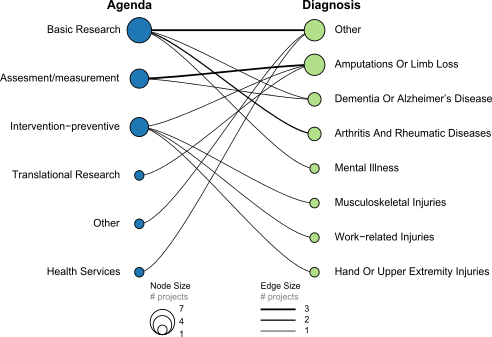 Agenda
Diagnosis
Basic Research
Other
Assesment/measurement
Amputations Or Limb Loss
Dementia Or Alzheimer's Disease
Intervention−preventive
Arthritis And Rheumatic Diseases
Translational Research
Mental Illness
Musculoskeletal Injuries
Other
Work−related Injuries
Health Services
Hand Or Upper Extremity Injuries
Node Size
# projects
7
4
1
Edge Size
# projects
3
2
1